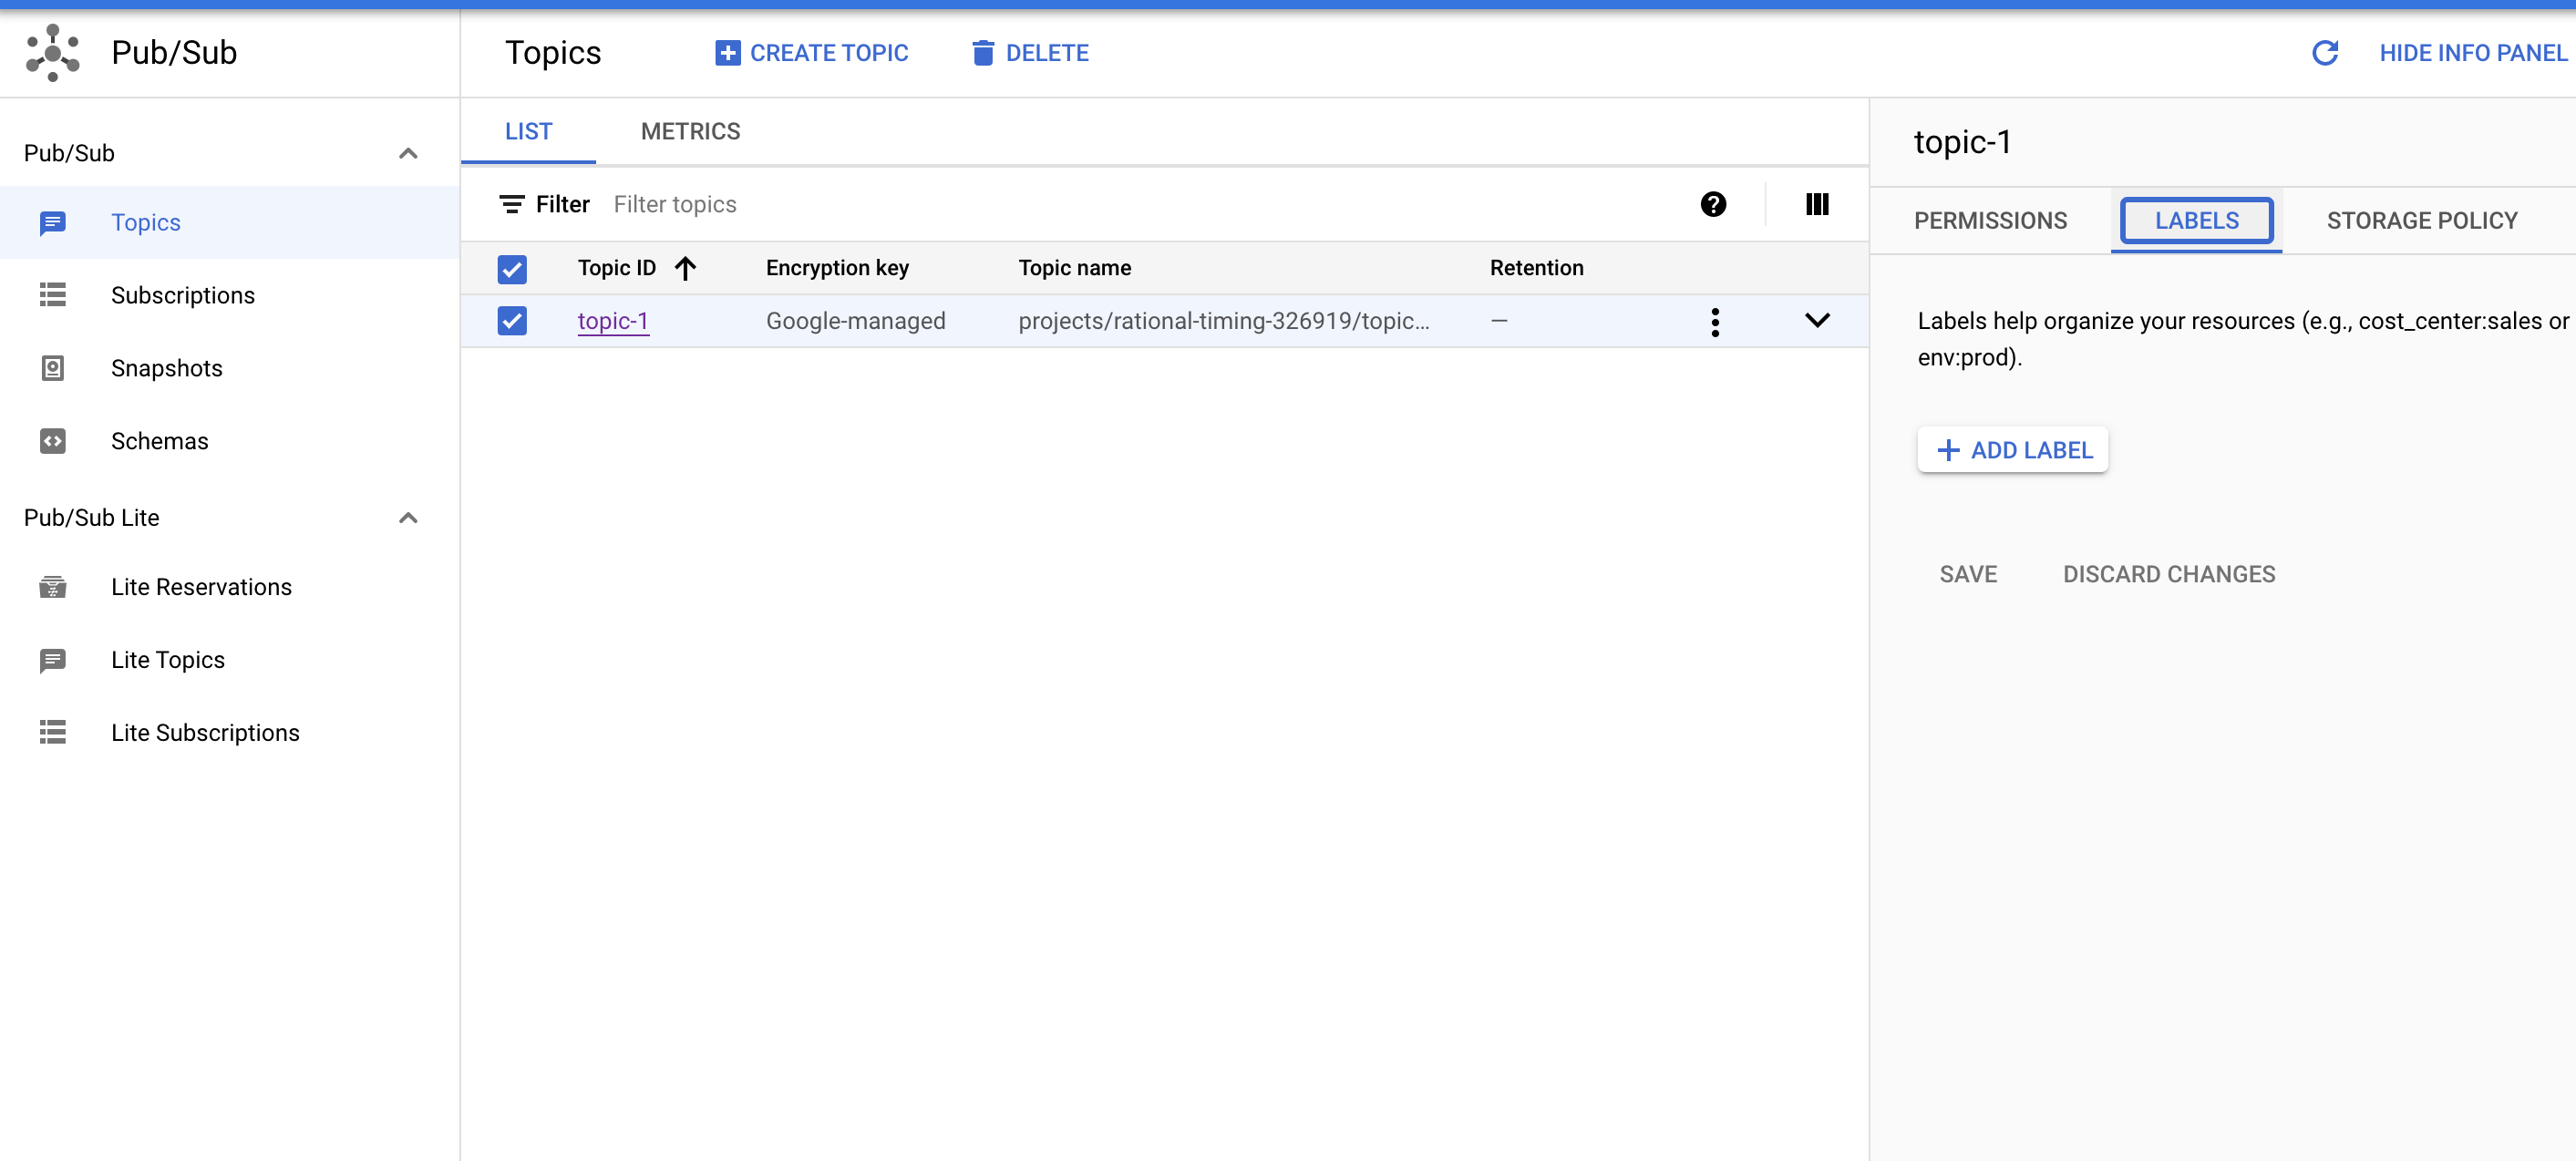 Pub/Sub
Topics
CREATE TOPIC
DELETE
HIDE INFO PANEL
Pub/Sub
Topics
Subscriptions
Snapshots
Schemas
Pub/Sub Lite
Lite Reservations
Lite Topics
Lite Subscriptions
LIST METRICS
Filter Filter topics
Topic ID Encryption key Topic name Retention
topic-1 Google-managed projects/rational-timing-326919/topic... —
topic-1
PERMISSIONS LABELS STORAGE POLICY
Labels help organize your resources (e.g., cost_center:sales or
env:prod).
ADD LABEL
SAVE DISCARD CHANGES